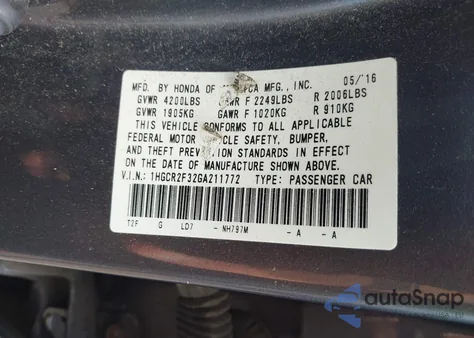 MFD. BY HONDA OF MFG., INC. 05/'16
GVWR 4200LBS GAWR F 2249LBS R 2006LBS
GVWR 1905KG GAWR F 1020KG R 910KG
THIS VEHICLE CONFORMS TO ALL APPLICABLE
FEDERAL MOTOR VEHICLE SAFETY, BUMPER,
AND THEFT PREVENTION STANDARDS IN EFFECT
ON THE DATE OF MANUFACTURE SHOWN ABOVE.
V.I.N.: 1HGCR2F32GA211772 TYPE: PASSENGER CAR
T2F G LD7 - NH797M - A - A
autoSnap
POWERED BY